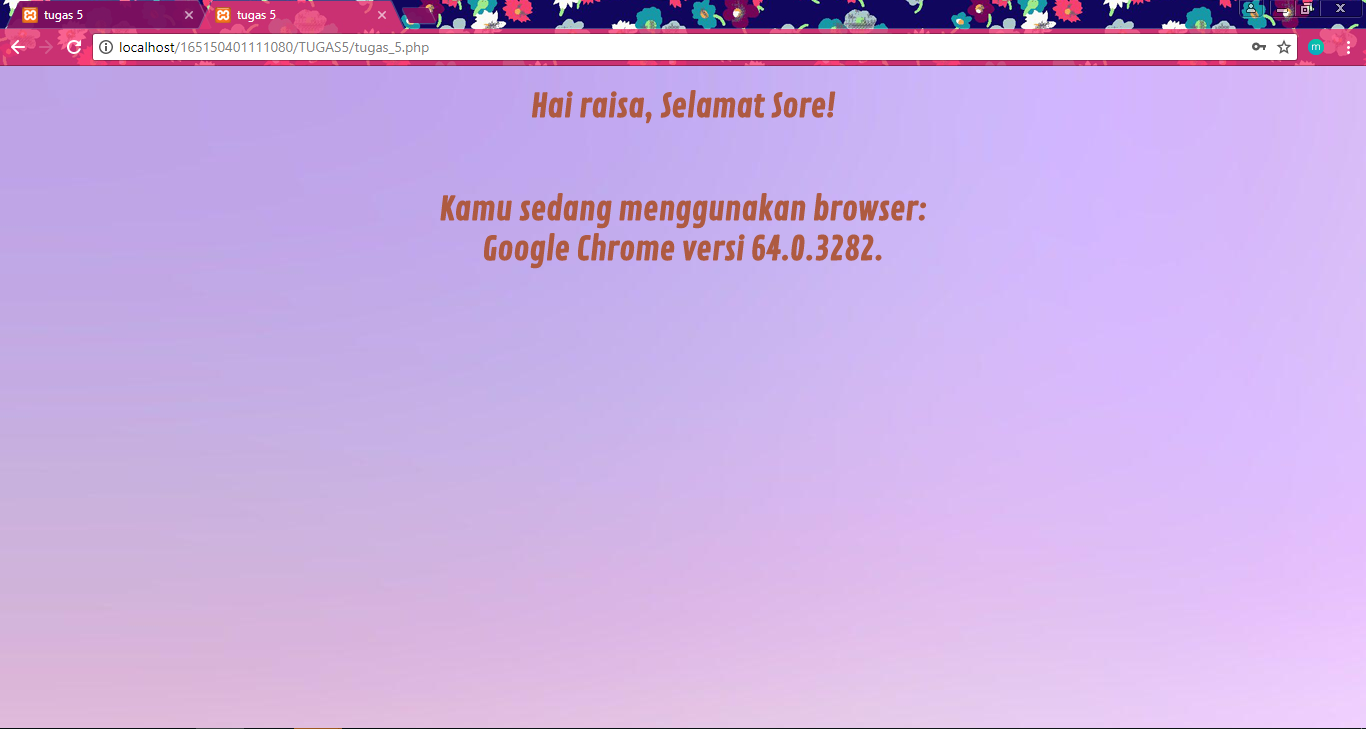 tugas 5
tugas 5
localhost/165150401111080/TUGAS5/tugas_5.php
m
Hai raisa, Selamat Sore!
Kamu sedang menggunakan browser:
Google Chrome versi 64.0.3282.